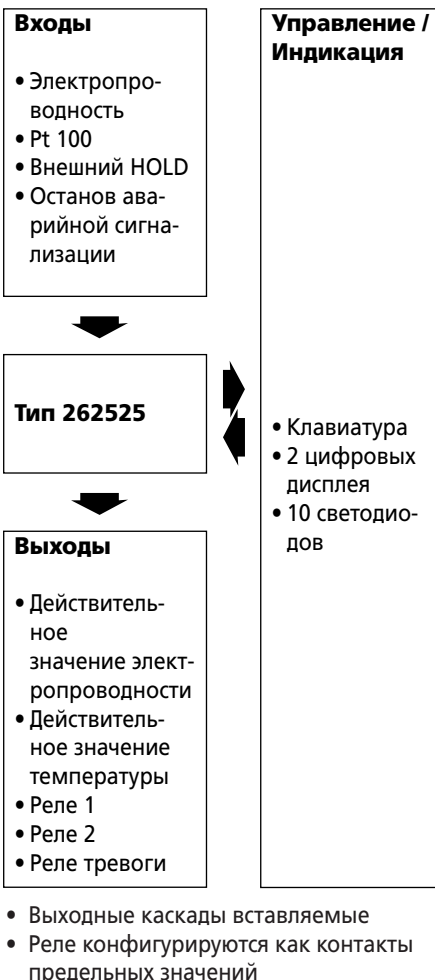 Входы
• Электропро-
водность
• Pt 100
• Внешний HOLD
• Останов ава-
рийной сигна-
лизации
Тип 262525
Выходы
• Действитель-
ное
значение элект-
ропроводности
• Действитель-
ное значение
температуры
• Реле 1
• Реле 2
• Реле тревоги
Управление /
Индикация
• Клавиатура
• 2 цифровых
дисплея
• 10 светодио-
дов
• Выходные каскады вставляемые
• Реле конфигурируются как контакты
предельных значений